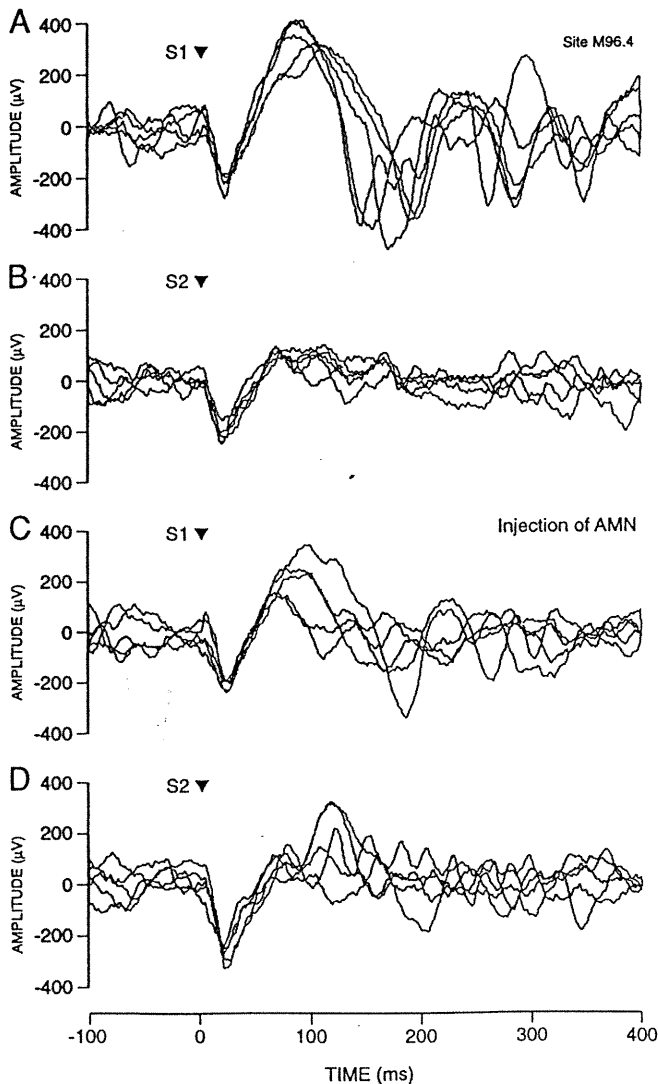 A
Site M96.4
S1
400
200
0
-200
-400
AMPLITUDE (µV)
B
S2
400
200
0
-200
-400
AMPLITUDE (µV)
C
Injection of AMN
S1
400
200
0
-200
-400
AMPLITUDE (µV)
D
S2
400
200
0
-200
-400
AMPLITUDE (µV)
-100 0 100 200 300 400
TIME (ms)